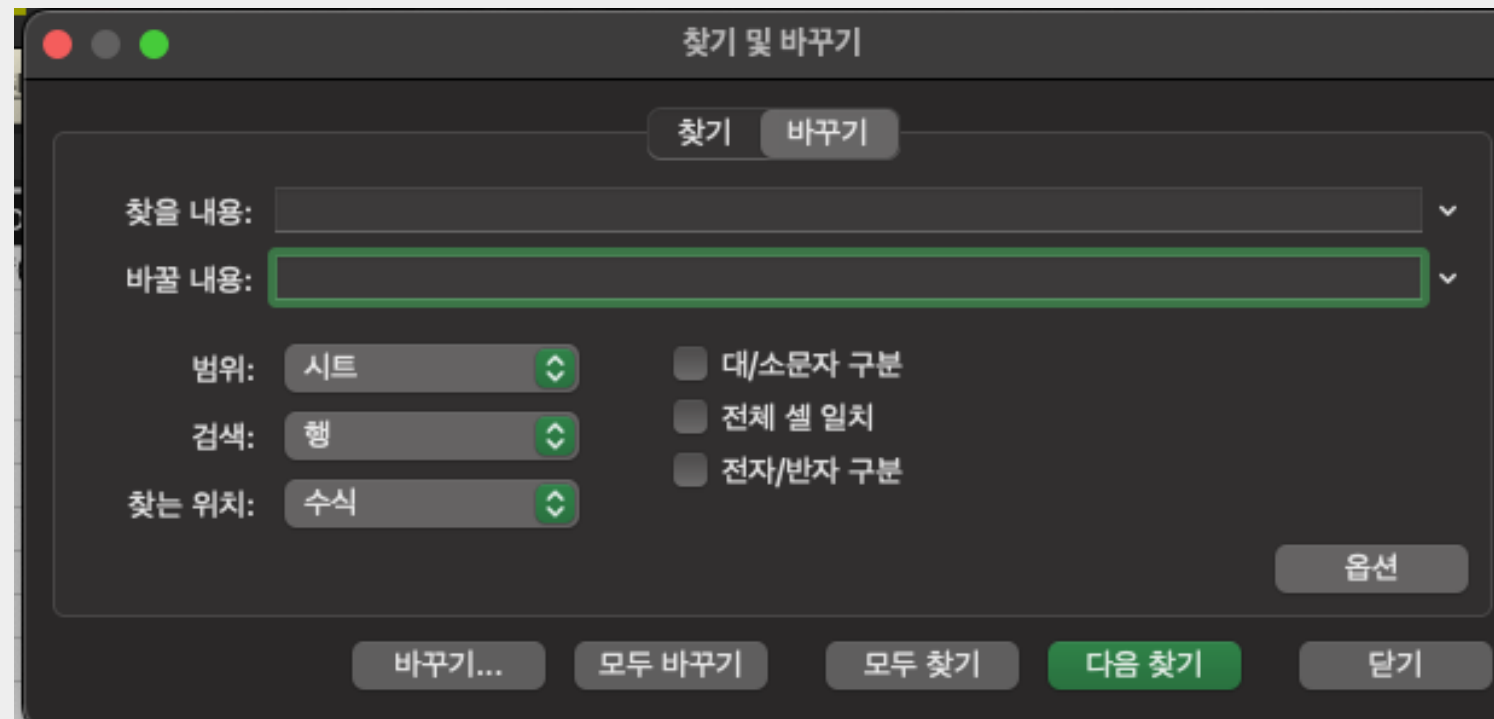 찾기 및 바꾸기
찾기 바꾸기
찾을 내용:
바꿀 내용:
범위: 시트
대/소문자 구분
검색: 행
전체 셀 일치
전자/반자 구분
찾는 위치: 수식
옵션
바꾸기... 모두 바꾸기 모두 찾기 다음 찾기 닫기